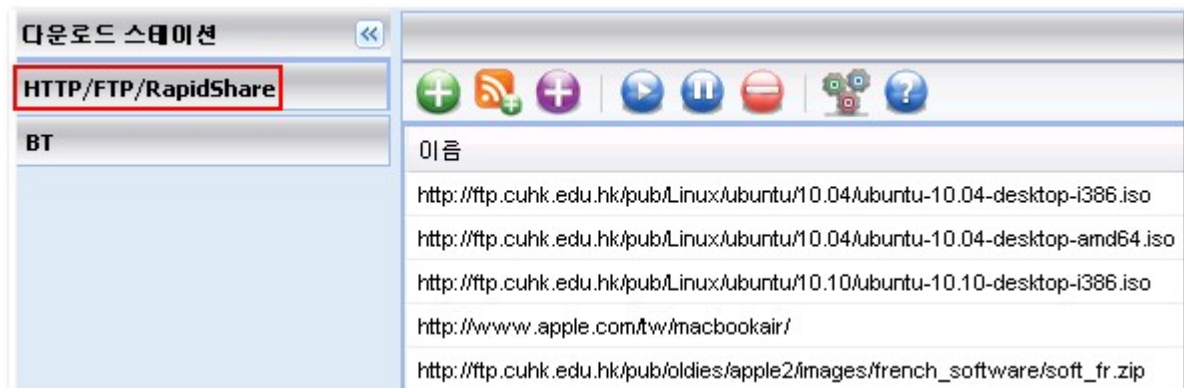 다운로드 스테이션
HTTP/FTP/RapidShare
BT
이름
http://ftp.cuhk.edu.hk/pub/Linux/ubuntu/10.04/ubuntu-10.04-desktop-i386.iso
http://ftp.cuhk.edu.hk/pub/Linux/ubuntu/10.04/ubuntu-10.04-desktop-amd64.iso
http://ftp.cuhk.edu.hk/pub/Linux/ubuntu/10.10/ubuntu-10.10-desktop-i386.iso
http://www.apple.com/tw/macbookair/
http://ftp.cuhk.edu.hk/pub/oldies/apple2/images/french_software/soft_fr.zip